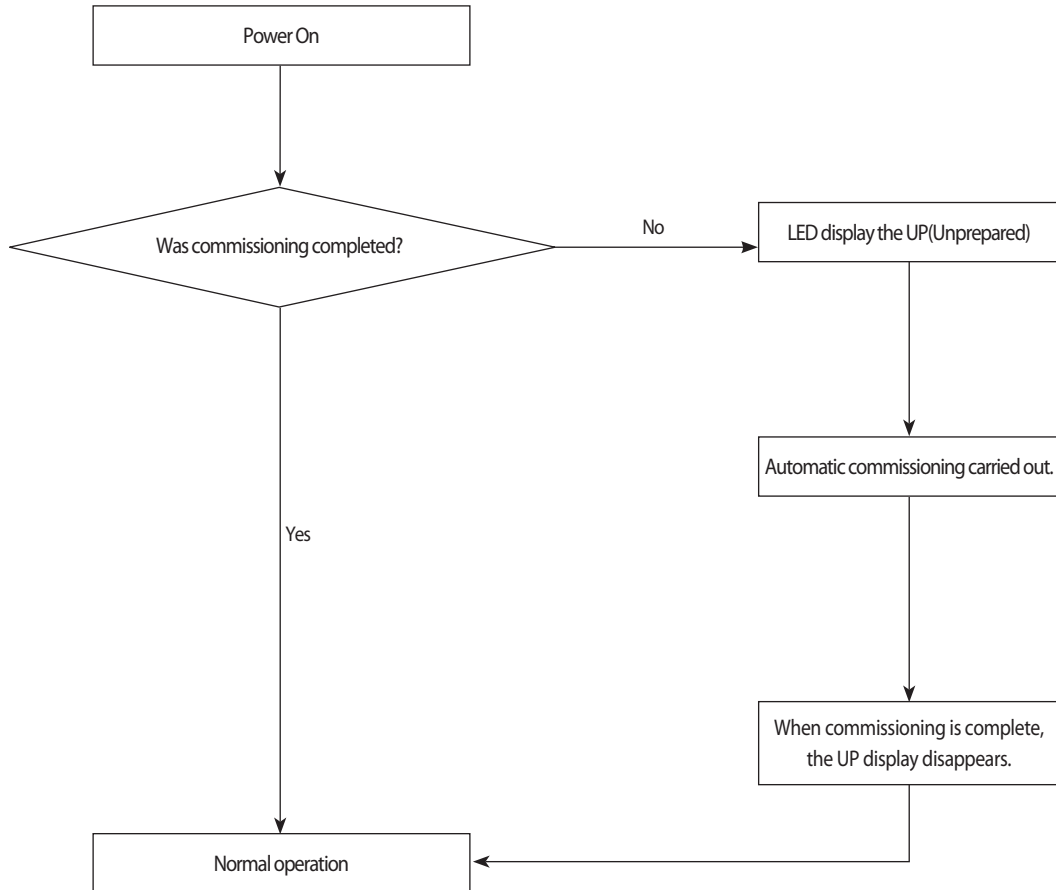 Power On
Was commissioning completed?
No
LED display the UP(Unprepared)
Automatic commissioning carried out.
Yes
When commissioning is complete,
the UP display disappears.
Normal operation